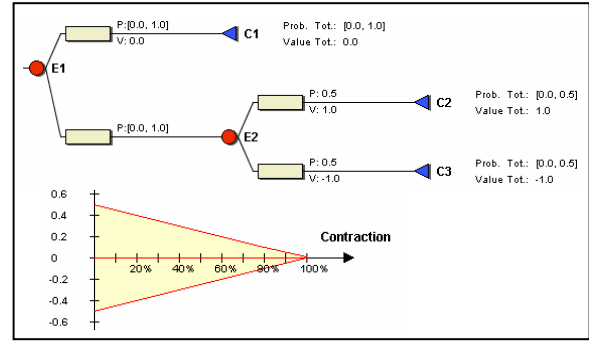 P:[0.0, 1.0]
V: 0.0
C1
Prob. Tot.: [0.0, 1.0]
Value Tot.: 0.0
E1
P:[0.0, 1.0]
E2
P: 0.5
V: 1.0
C2
Prob. Tot.: [0.0, 0.5]
Value Tot.: 1.0
P: 0.5
V: -1.0
C3
Prob. Tot.: [0.0, 0.5]
Value Tot.: -1.0
0.6
0.4
0.2
0
-0.2
-0.4
-0.6
20% 40% 60% 80% 100%
Contraction